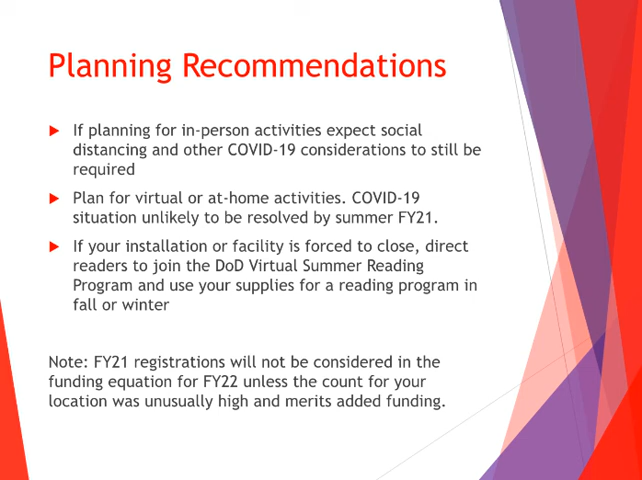 Planning Recommendations
If planning for in-person activities expect social
distancing and other COVID-19 considerations to still be
required
Plan for virtual or at-home activities. COVID-19
situation unlikely to be resolved by summer FY21.
If your installation or facility is forced to close, direct
readers to join the DoD Virtual Summer Reading
Program and use your supplies for a reading program in
fall or winter
Note: FY21 registrations will not be considered in the
funding equation for FY22 unless the count for your
location was unusually high and merits added funding.